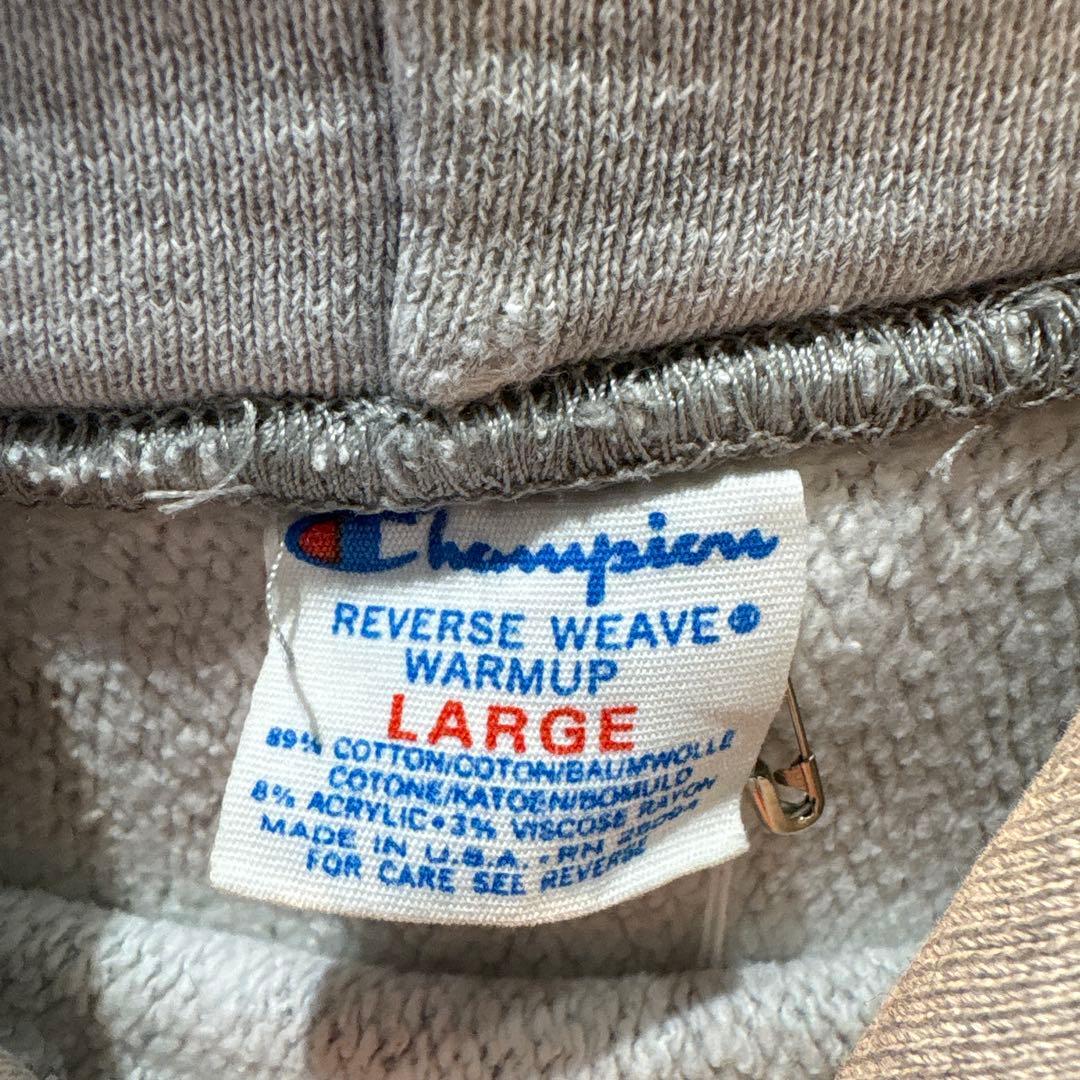 Champion
REVERSE WEAVE®
WARMUP
LARGE
89% COTTON/COTON/BAUMWOLLE
COTONE/KATOEN/BOMULD
8% ACRYLIC•3% VISCOSE RAYON
MADE IN U.S.A. • RN 26094
FOR CARE SEE REVERSE